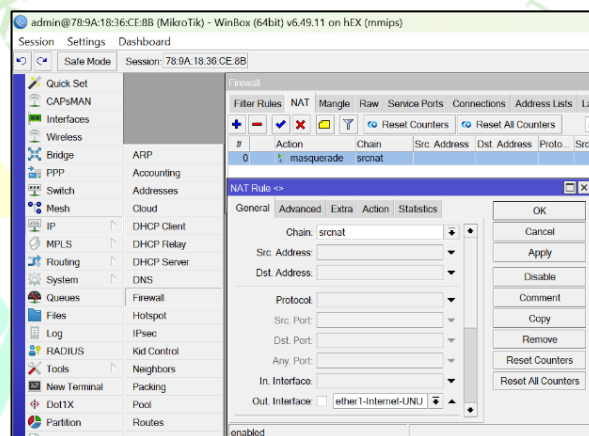 admin@78:9A:18:36:CE:8B (MikroTik) - WinBox (64bit) v6.49.11 on hEX (mmips)
Session Settings Dashboard
Safe Mode Session: 78:9A:18:36:CE:8B
Quick Set
CAPsMAN
Interfaces
Wireless
Bridge
PPP
Switch
Mesh
IP
MPLS
Routing
System
Queues
Files
Log
RADIUS
Tools
New Terminal
Dot1X
Partition
ARP
Accounting
Addresses
Cloud
DHCP Client
DHCP Relay
DHCP Server
DNS
Firewall
Hotspot
IPsec
Kid Control
Neighbors
Packing
Pool
Routes
Firewall
Filter Rules NAT Mangle Raw Service Ports Connections Address Lists La
Reset Counters Reset All Counters
# Action Chain Src. Address Dst. Address Proto... Src
0 masquerade srcnat
NAT Rule <>
General Advanced Extra Action Statistics
Chain: srcnat
Src. Address:
Dst. Address:
Protocol:
Src. Port:
Dst. Port:
Any. Port:
In. Interface:
Out. Interface: ether1-Internet-UNU
enabled
OK
Cancel
Apply
Disable
Comment
Copy
Remove
Reset Counters
Reset All Counters